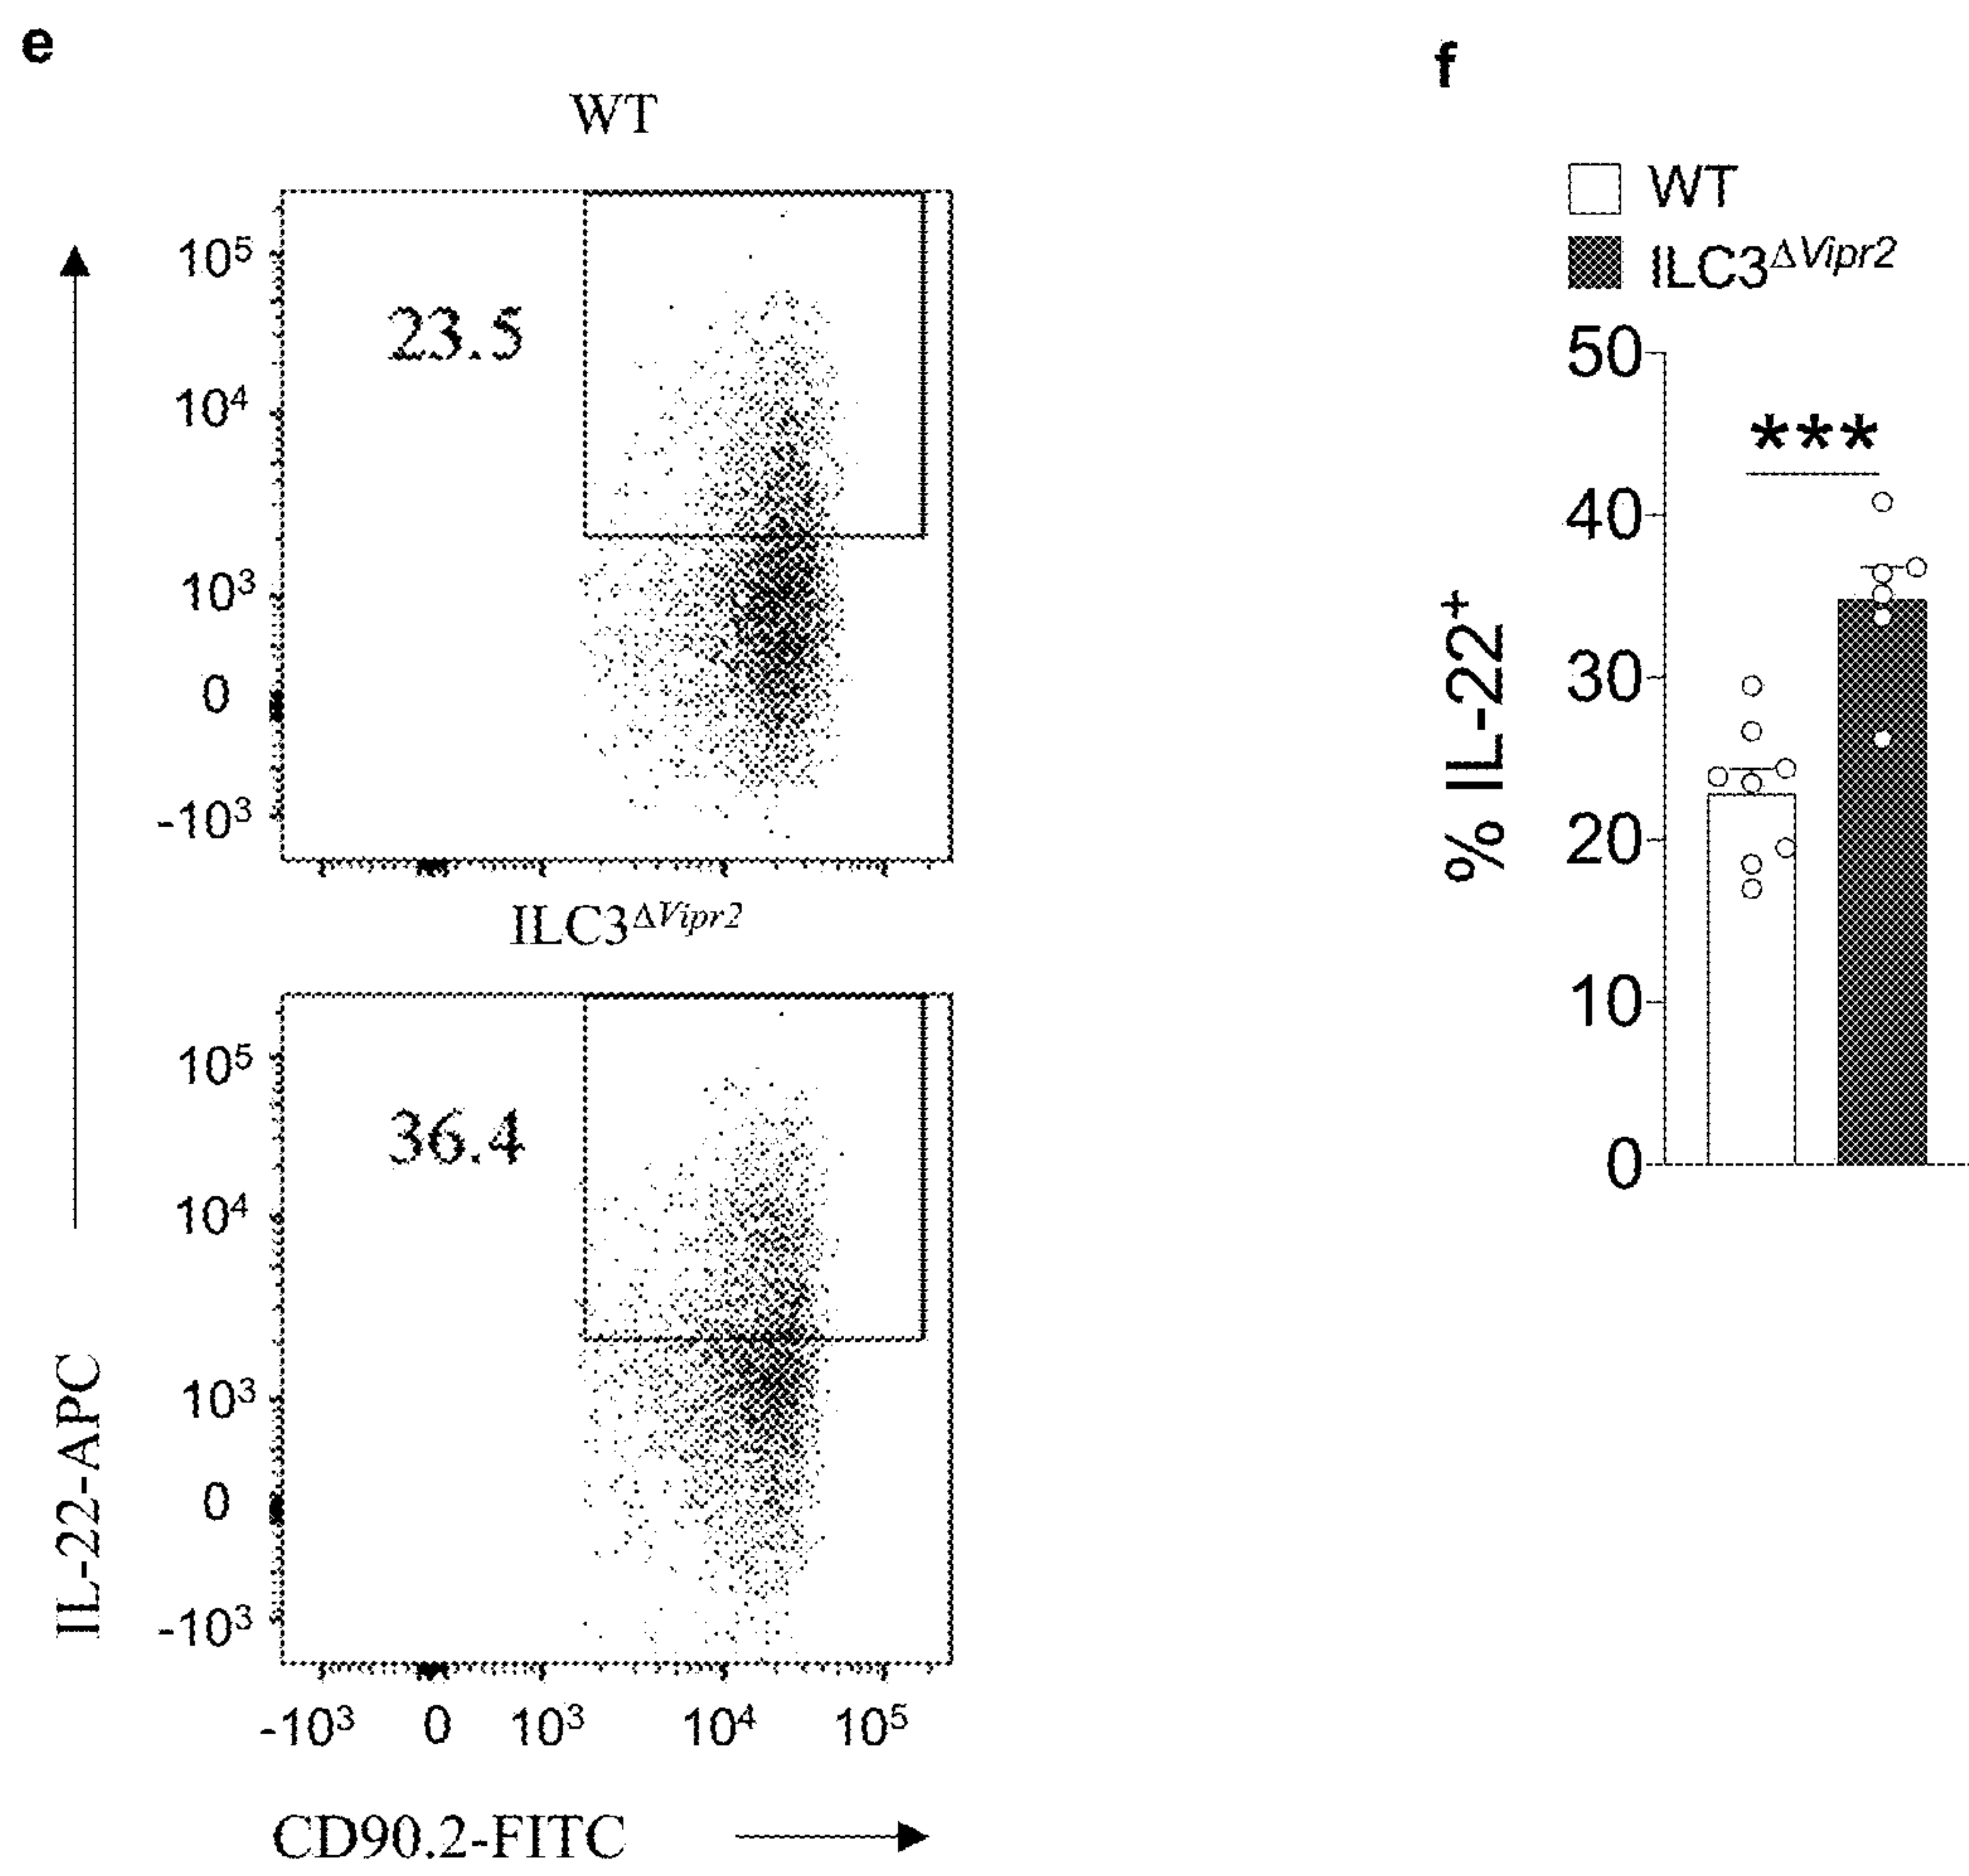 e
WT
23.5
10⁵
10⁴
10³
0
-10³
ILC3ΔVipr2
36.4
10⁵
10⁴
10³
0
-10³
-10³ 0 10³ 10⁴ 10⁵
IL-22-APC
CD90.2-FITC
f
WT
ILC3ΔVipr2
50
40
30
20
10
0
***
% IL-22⁺